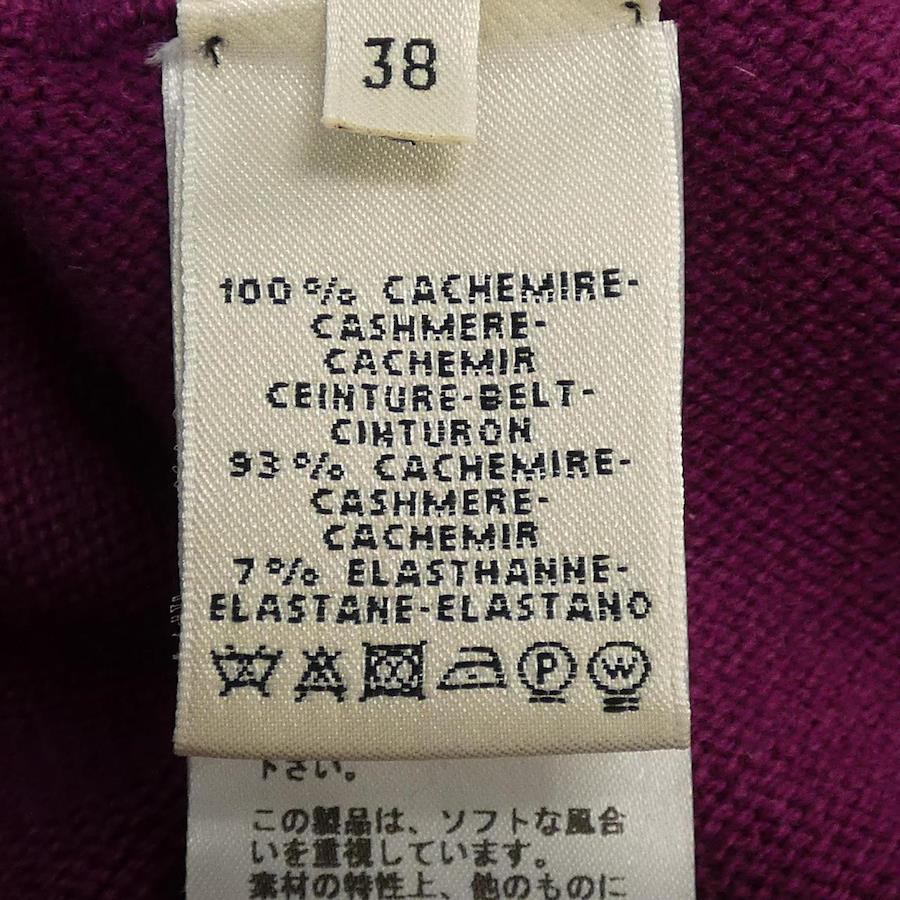 38
100% CACHEMIRE-
CASHMERE-
CACHEMIR
CEINTURE-BELT-
CINTURON
93% CACHEMIRE-
CASHMERE-
CACHEMIR
7% ELASTHANNE-
ELASTANE-ELASTANO
P W
下さい。
この製品は、ソフトな風合
いを重視しています。
素材の特性上、他のものに